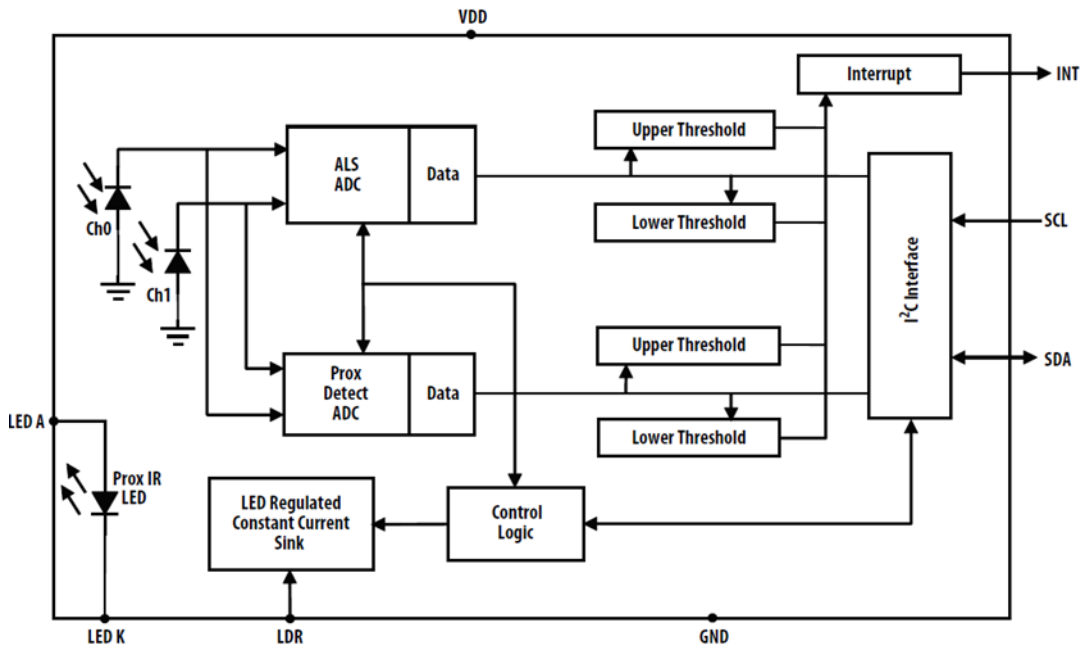 VDD
Interrupt
INT
Upper Threshold
ALS
ADC
Data
Lower Threshold
SCL
Ch0
Ch1
I²C Interface
Upper Threshold
SDA
Prox
Detect
ADC
Data
LED A
Lower Threshold
Prox IR
LED
LED Regulated
Constant Current
Sink
Control
Logic
LED K
LDR
GND